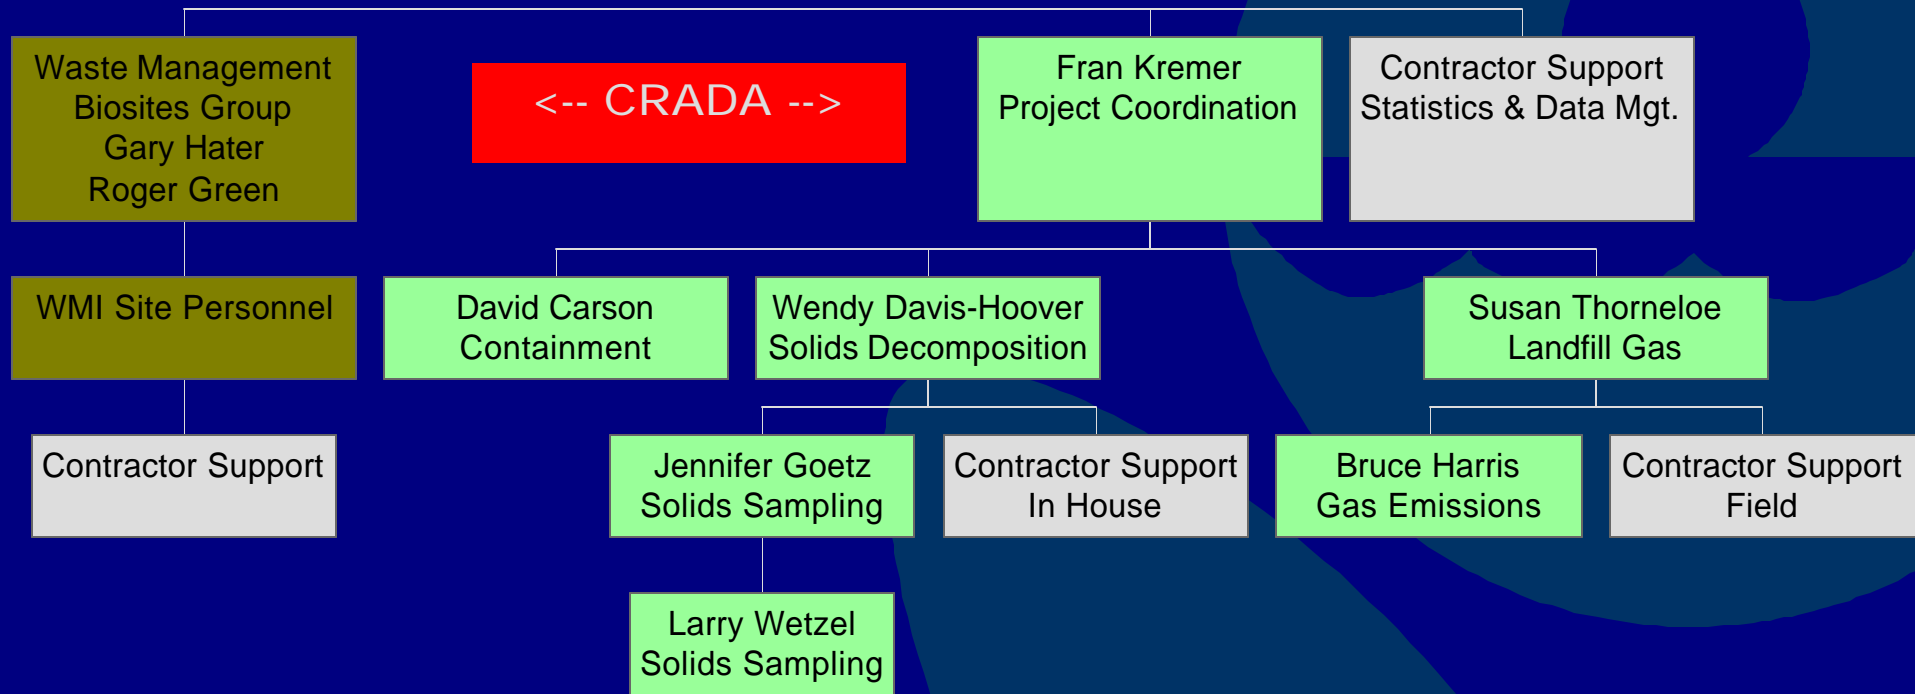 Waste Management
Biosites Group
Gary Hater
Roger Green
<-- CRADA -->
Fran Kremer
Project Coordination
Contractor Support
Statistics & Data Mgt.
WMI Site Personnel
David Carson
Containment
Wendy Davis-Hoover
Solids Decomposition
Susan Thorneloe
Landfill Gas
Contractor Support
Jennifer Goetz
Solids Sampling
Contractor Support
In House
Bruce Harris
Gas Emissions
Contractor Support
Field
Larry Wetzel
Solids Sampling